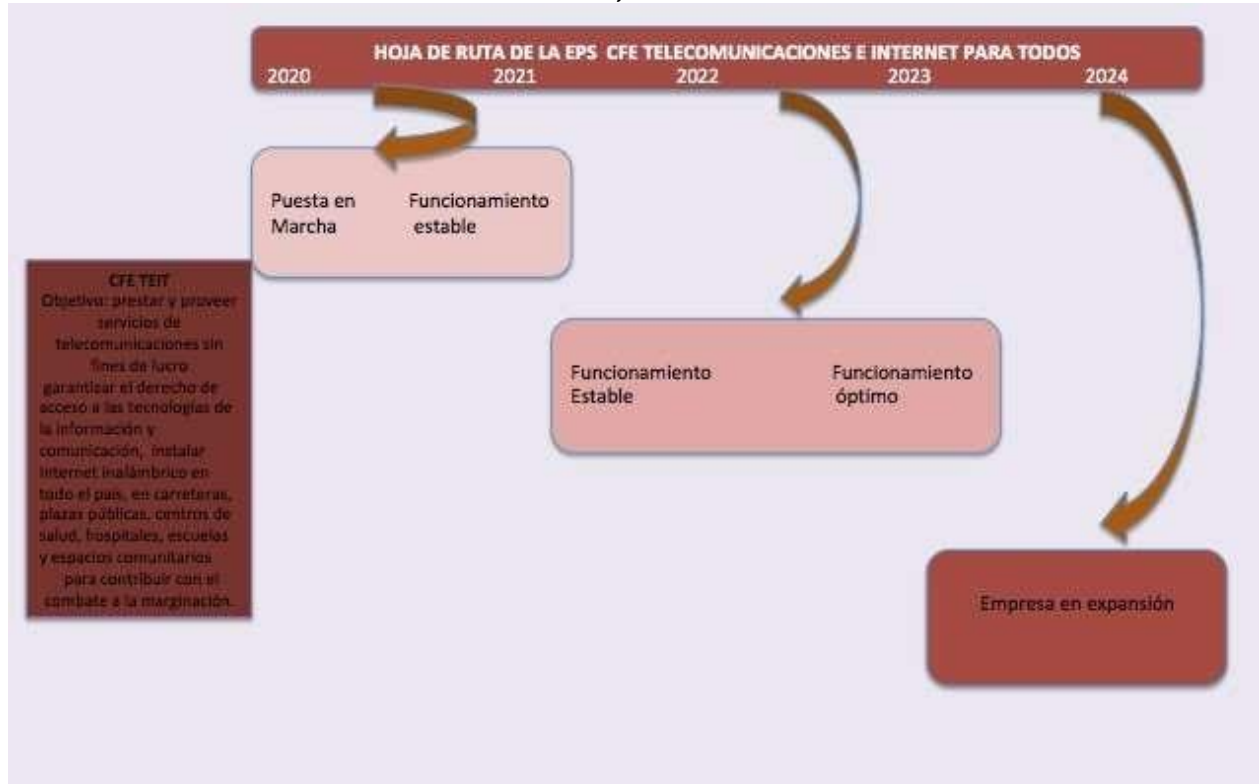 HOJA DE RUTA DE LA EPS CFE TELECOMUNICACIONES E INTERNET PARA TODOS
2020 2021 2022 2023 2024
Puesta en Marcha
Funcionamiento estable
CFE TEIT
Objetivo: prestar y proveer
servicios de
telecomunicaciones sin
fines de lucro
garantizar el derecho de
acceso a las tecnologías de
la información y
comunicación, instalar
Internet inalámbrico en
todo el país, en carreteras,
plazas públicas, centros de
salud, hospitales, escuelas
y espacios comunitarios
para contribuir con el
combate a la marginación.
Funcionamiento
Estable
Funcionamiento
óptimo
Empresa en expansión